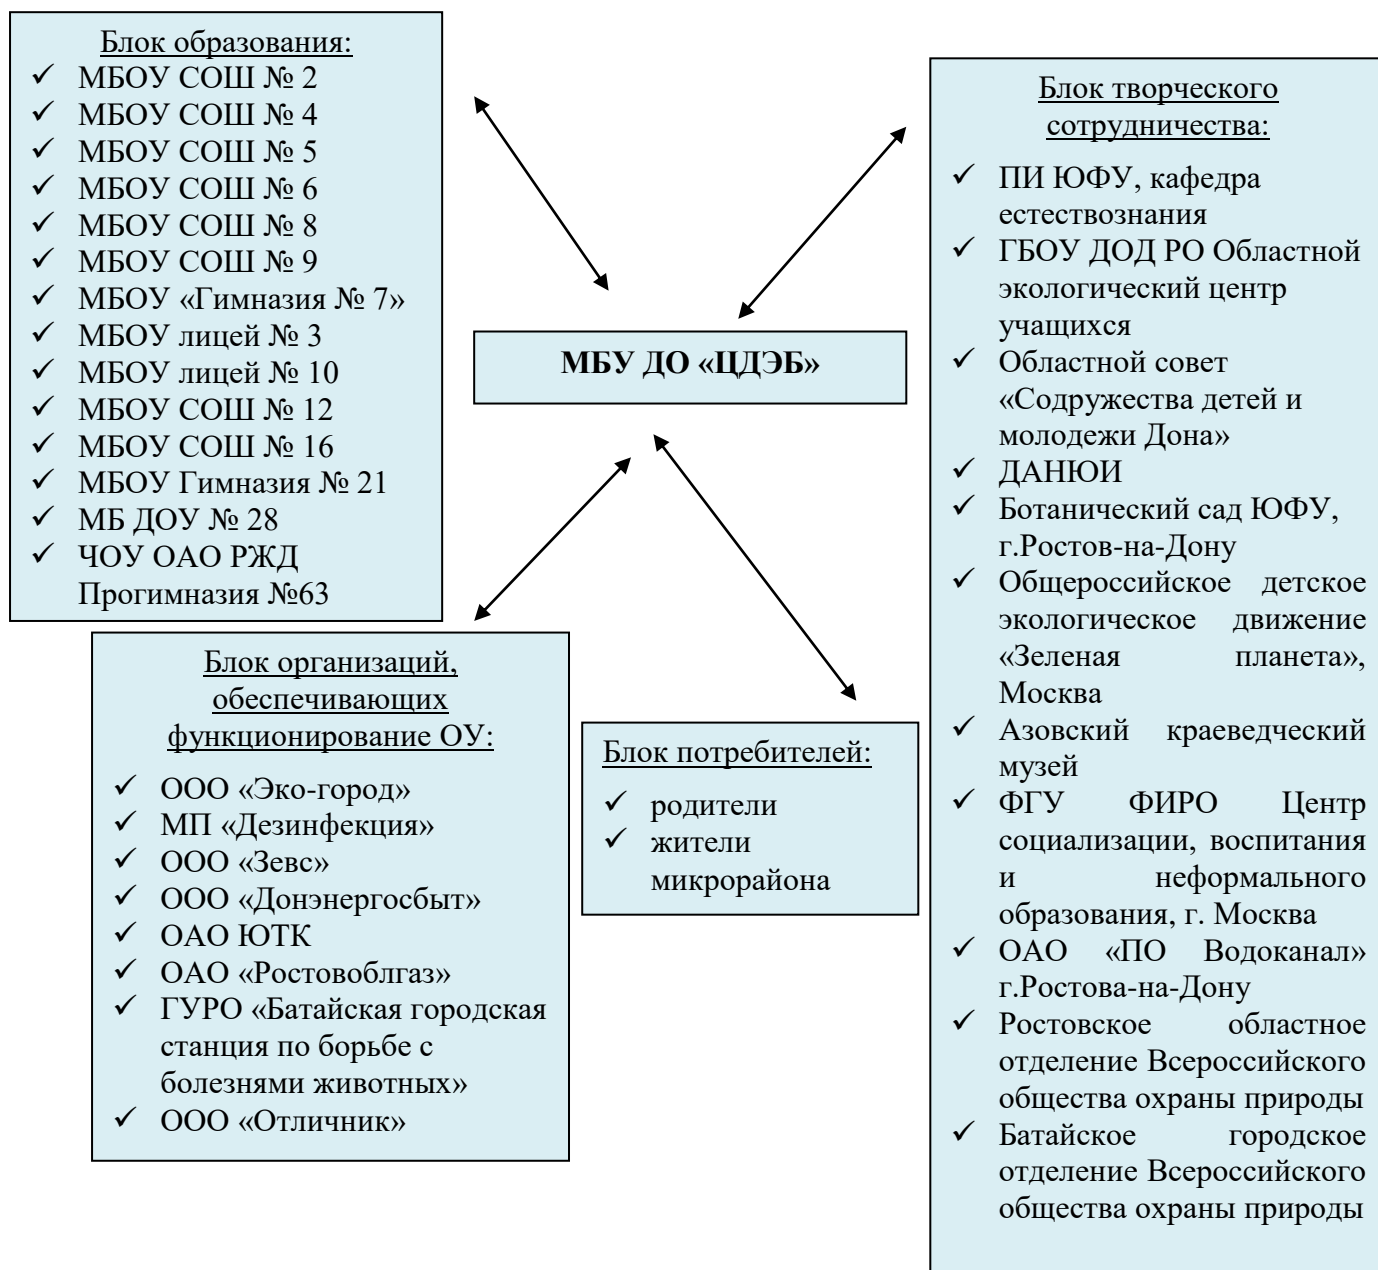 Блок образования:
✓ МБОУ СОШ № 2
✓ МБОУ СОШ № 4
✓ МБОУ СОШ № 5
✓ МБОУ СОШ № 6
✓ МБОУ СОШ № 8
✓ МБОУ СОШ № 9
✓ МБОУ «Гимназия № 7»
✓ МБОУ лицей № 3
✓ МБОУ лицей № 10
✓ МБОУ СОШ № 12
✓ МБОУ СОШ № 16
✓ МБОУ Гимназия № 21
✓ МБ ДОУ № 28
✓ ЧОУ ОАО РЖД
Прогимназия №63
МБУ ДО «ЦДЭБ»
Блок творческого
сотрудничества:
✓ ПИ ЮФУ, кафедра
естествознания
✓ ГБОУ ДОД РО Областной
экологический центр
учащихся
✓ Областной совет
«Содружества детей и
молодежи Дона»
✓ ДАНЮИ
✓ Ботанический сад ЮФУ,
г.Ростов-на-Дону
✓ Общероссийское детское
экологическое движение
«Зеленая планета»,
Москва
✓ Азовский краеведческий
музей
✓ ФГУ ФИРО Центр
социализации, воспитания
и неформального
образования, г. Москва
✓ ОАО «ПО Водоканал»
г.Ростова-на-Дону
✓ Ростовское областное
отделение Всероссийского
общества охраны природы
✓ Батайское городское
отделение Всероссийского
общества охраны природы
Блок организаций,
обеспечивающих
функционирование ОУ:
✓ ООО «Эко-город»
✓ МП «Дезинфекция»
✓ ООО «Зевс»
✓ ООО «Донэнергосбыт»
✓ ОАО ЮТК
✓ ОАО «Ростовоблгаз»
✓ ГУРО «Батайская городская
станция по борьбе с
болезнями животных»
✓ ООО «Отличник»
Блок потребителей:
✓ родители
✓ жители
микрорайона